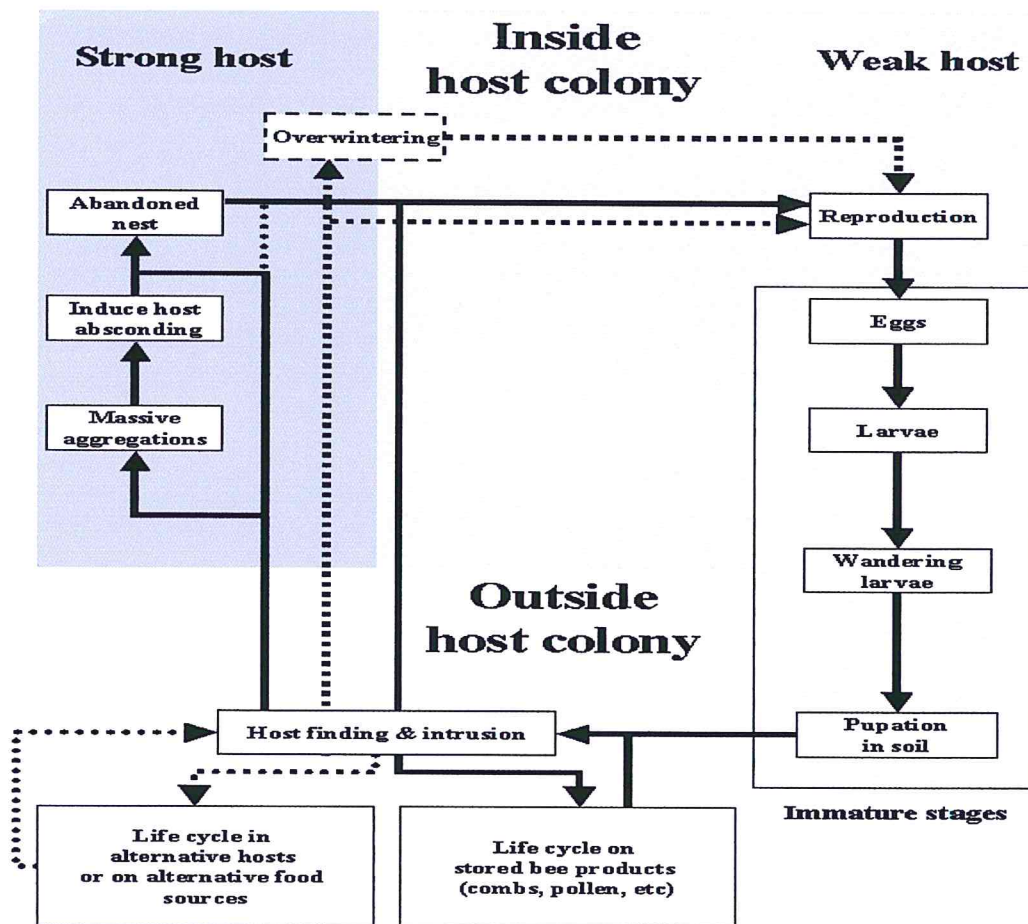 Strong host
Inside
host colony
Weak host
Overwintering
Abandoned
nest
Reproduction
Induce host
absconding
Eggs
Massive
aggregations
Larvae
Wandering
larvae
Outside
host colony
Host finding & intrusion
Pupation
in soil
Immature stages
Life cycle in
alternative hosts
or on alternative food
sources
Life cycle on
stored bee products
(combs, pollen, etc)